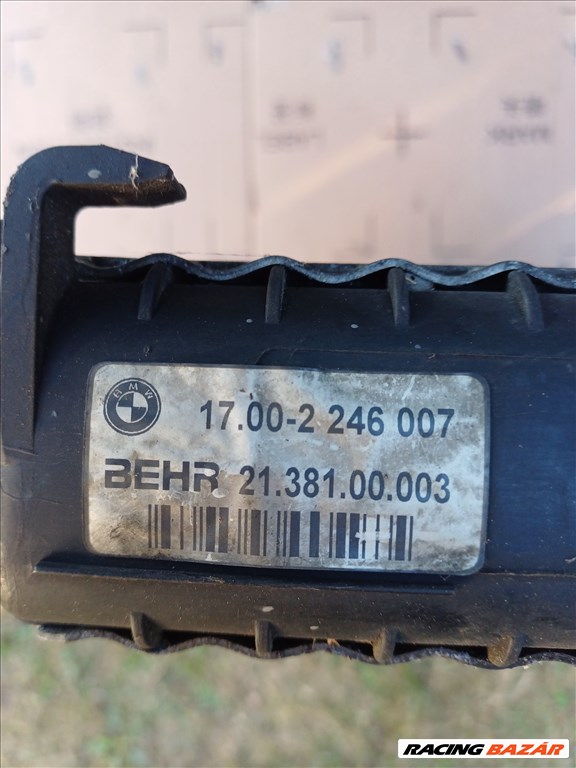 BMW
17.00-2 246 007
BEHR 21.381.00.003
RACING BAZÁR